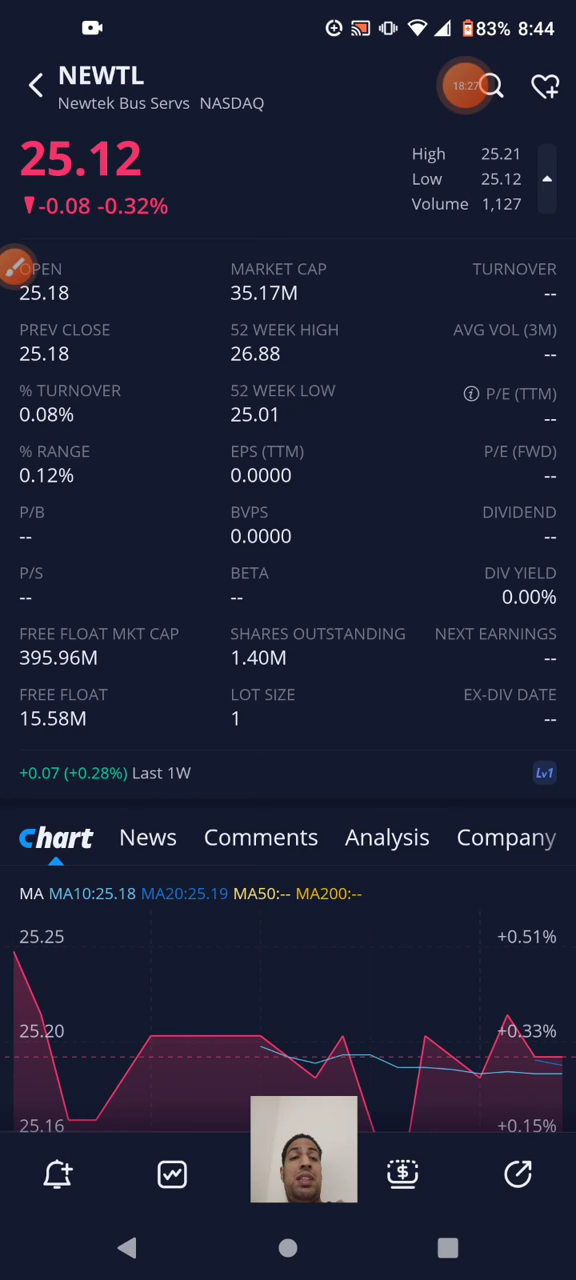 83% 8:44
NEWTL
Newtek Bus Servs NASDAQ
18:27
25.12
-0.08 -0.32%
High 25.21
Low 25.12
Volume 1,127
OPEN MARKET CAP TURNOVER
25.18 35.17M --
PREV CLOSE 52 WEEK HIGH AVG VOL (3M)
25.18 26.88 --
% TURNOVER 52 WEEK LOW P/E (TTM)
0.08% 25.01 --
% RANGE EPS (TTM) P/E (FWD)
0.12% 0.0000 --
P/B BVPS DIVIDEND
-- 0.0000 --
P/S BETA DIV YIELD
-- -- 0.00%
FREE FLOAT MKT CAP SHARES OUTSTANDING NEXT EARNINGS
395.96M 1.40M --
FREE FLOAT LOT SIZE EX-DIV DATE
15.58M 1 --
+0.07 (+0.28%) Last 1W Lv1
Chart News Comments Analysis Company
MA MA10:25.18 MA20:25.19 MA50:-- MA200:--
25.25 +0.51%
25.20 +0.33%
25.16 +0.15%